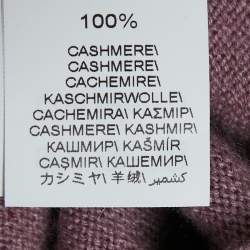 100%
CASHMERE\
CASHMERE\
CACHEMIRE\
KASCHMIRWOLLE\
CACHEMIRA\ ΚΑΣΜΙΡ\
CASHMERE\ KASHMIR\
КАШМИР\ KAŠMÍR
CAŞMIR\ КАШЕМИР\
カシミヤ\ 羊绒\ كشمير